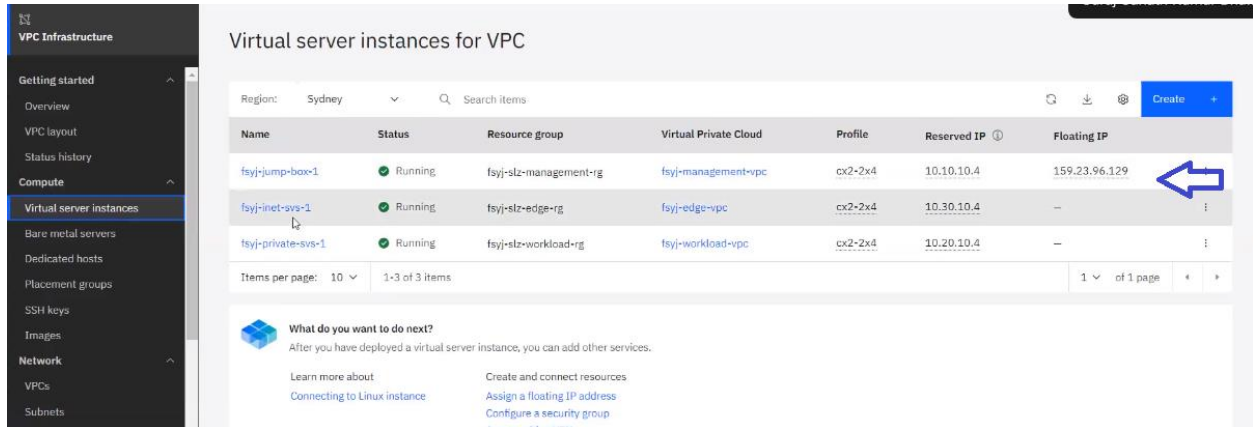 VPC Infrastructure
Virtual server instances for VPC
Getting started
Overview
VPC layout
Status history
Compute
Virtual server instances
Bare metal servers
Dedicated hosts
Placement groups
SSH keys
Images
Network
VPCs
Subnets
Region: Sydney Search items Create +
Name Status Resource group Virtual Private Cloud Profile Reserved IP Floating IP
fsyj-jump-box-1 Running fsyj-slz-management-rg fsyj-management-vpc cx2-2x4 10.10.10.4 159.23.96.129
fsyj-inet-svs-1 Running fsyj-slz-edge-rg fsyj-edge-vpc cx2-2x4 10.30.10.4 –
fsyj-private-svs-1 Running fsyj-slz-workload-rg fsyj-workload-vpc cx2-2x4 10.20.10.4 –
Items per page: 10 1-3 of 3 items 1 of 1 page
What do you want to do next?
After you have deployed a virtual server instance, you can add other services.
Learn more about Create and connect resources
Connecting to Linux instance Assign a floating IP address
Configure a security group